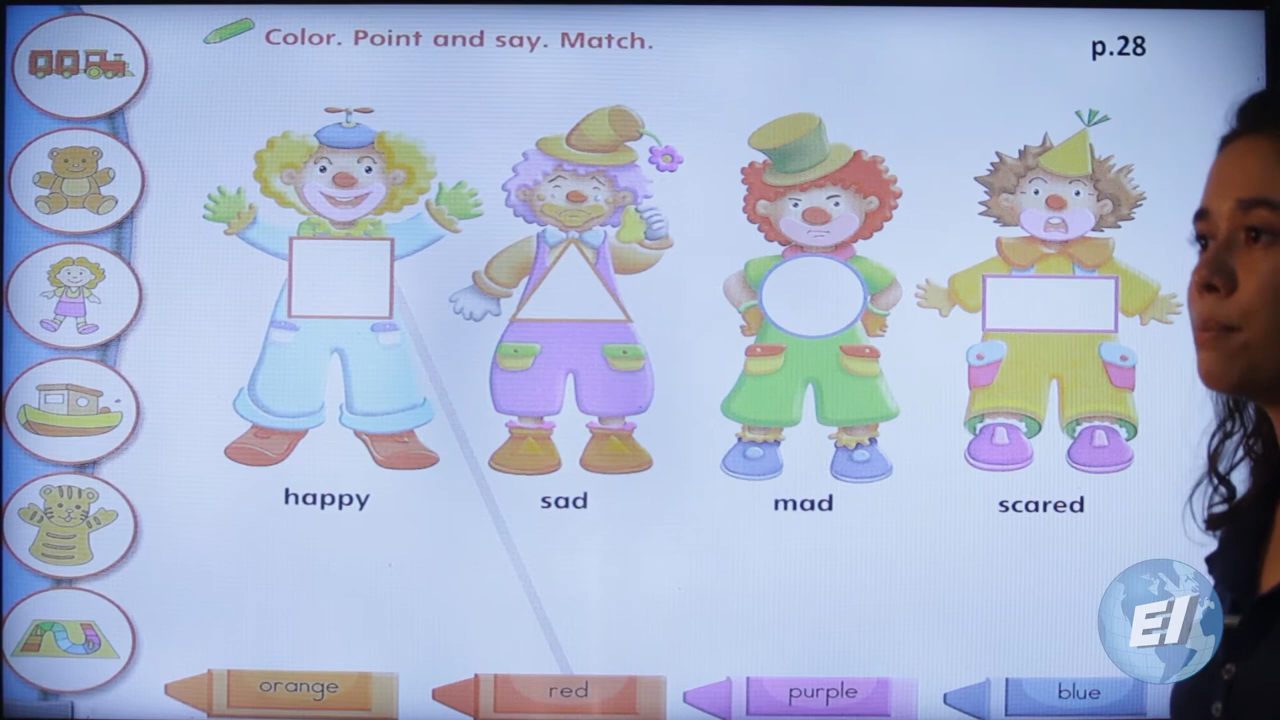 Color. Point and say. Match.
p.28
happy
sad
mad
scared
orange
red
purple
blue
EI